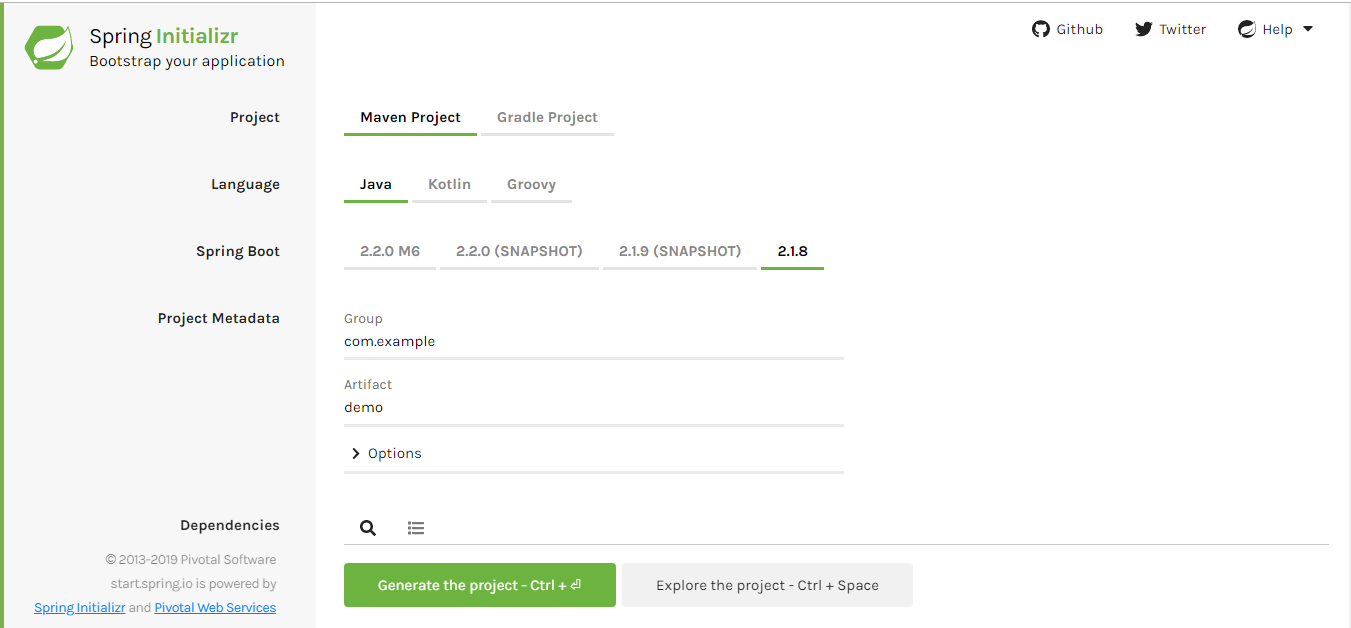 Spring Initializr
Bootstrap your application
Github Twitter Help
Project
Maven Project Gradle Project
Language
Java Kotlin Groovy
Spring Boot
2.2.0 M6 2.2.0 (SNAPSHOT) 2.1.9 (SNAPSHOT) 2.1.8
Project Metadata
Group
com.example
Artifact
demo
Options
Dependencies
© 2013-2019 Pivotal Software
start.spring.io is powered by
Spring Initializr and Pivotal Web Services
Generate the project - Ctrl + ⏎
Explore the project - Ctrl + Space